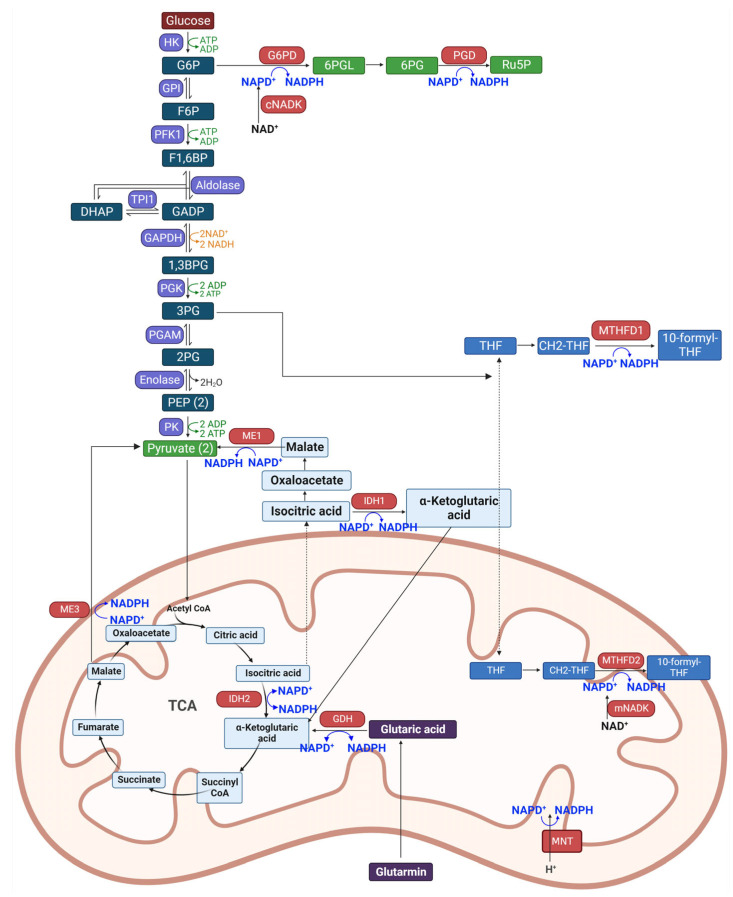 Glucose
HK
ATP
ADP
G6P
G6PD
6PGL
6PG
PGD
Ru5P
NAPD⁺ NADPH
NAPD⁺ NADPH
GPI
cNADK
F6P
NAD⁺
PFK1
ATP
ADP
F1,6BP
Aldolase
TPI1
DHAP
GADP
GAPDH
2NAD⁺
2 NADH
1,3BPG
PGK
2 ADP
2 ATP
3PG
PGAM
MTHFD1
THF
CH2-THF
10-formyl-
THF
NAPD⁺ NADPH
2PG
Enolase
2H₂O
PEP (2)
PK
2 ADP
2 ATP
ME1
Pyruvate (2)
Malate
NADPH NAPD⁺
Oxaloacetate
IDH1
Isocitric acid
α-Ketoglutaric
acid
NAPD⁺ NADPH
ME3
NADPH
NAPD⁺
Acetyl CoA
Oxaloacetate
Citric acid
Malate
Isocitric acid
THF
CH2-THF
MTHFD2
10-formyl-
THF
NAPD⁺ NADPH
TCA
IDH2
NAPD⁺
NADPH
mNADK
NAD⁺
Fumarate
α-Ketoglutaric
acid
GDH
Glutaric acid
NAPD⁺ NADPH
Succinate
Succinyl
CoA
NAPD⁺ NADPH
MNT
H⁺
Glutarmin